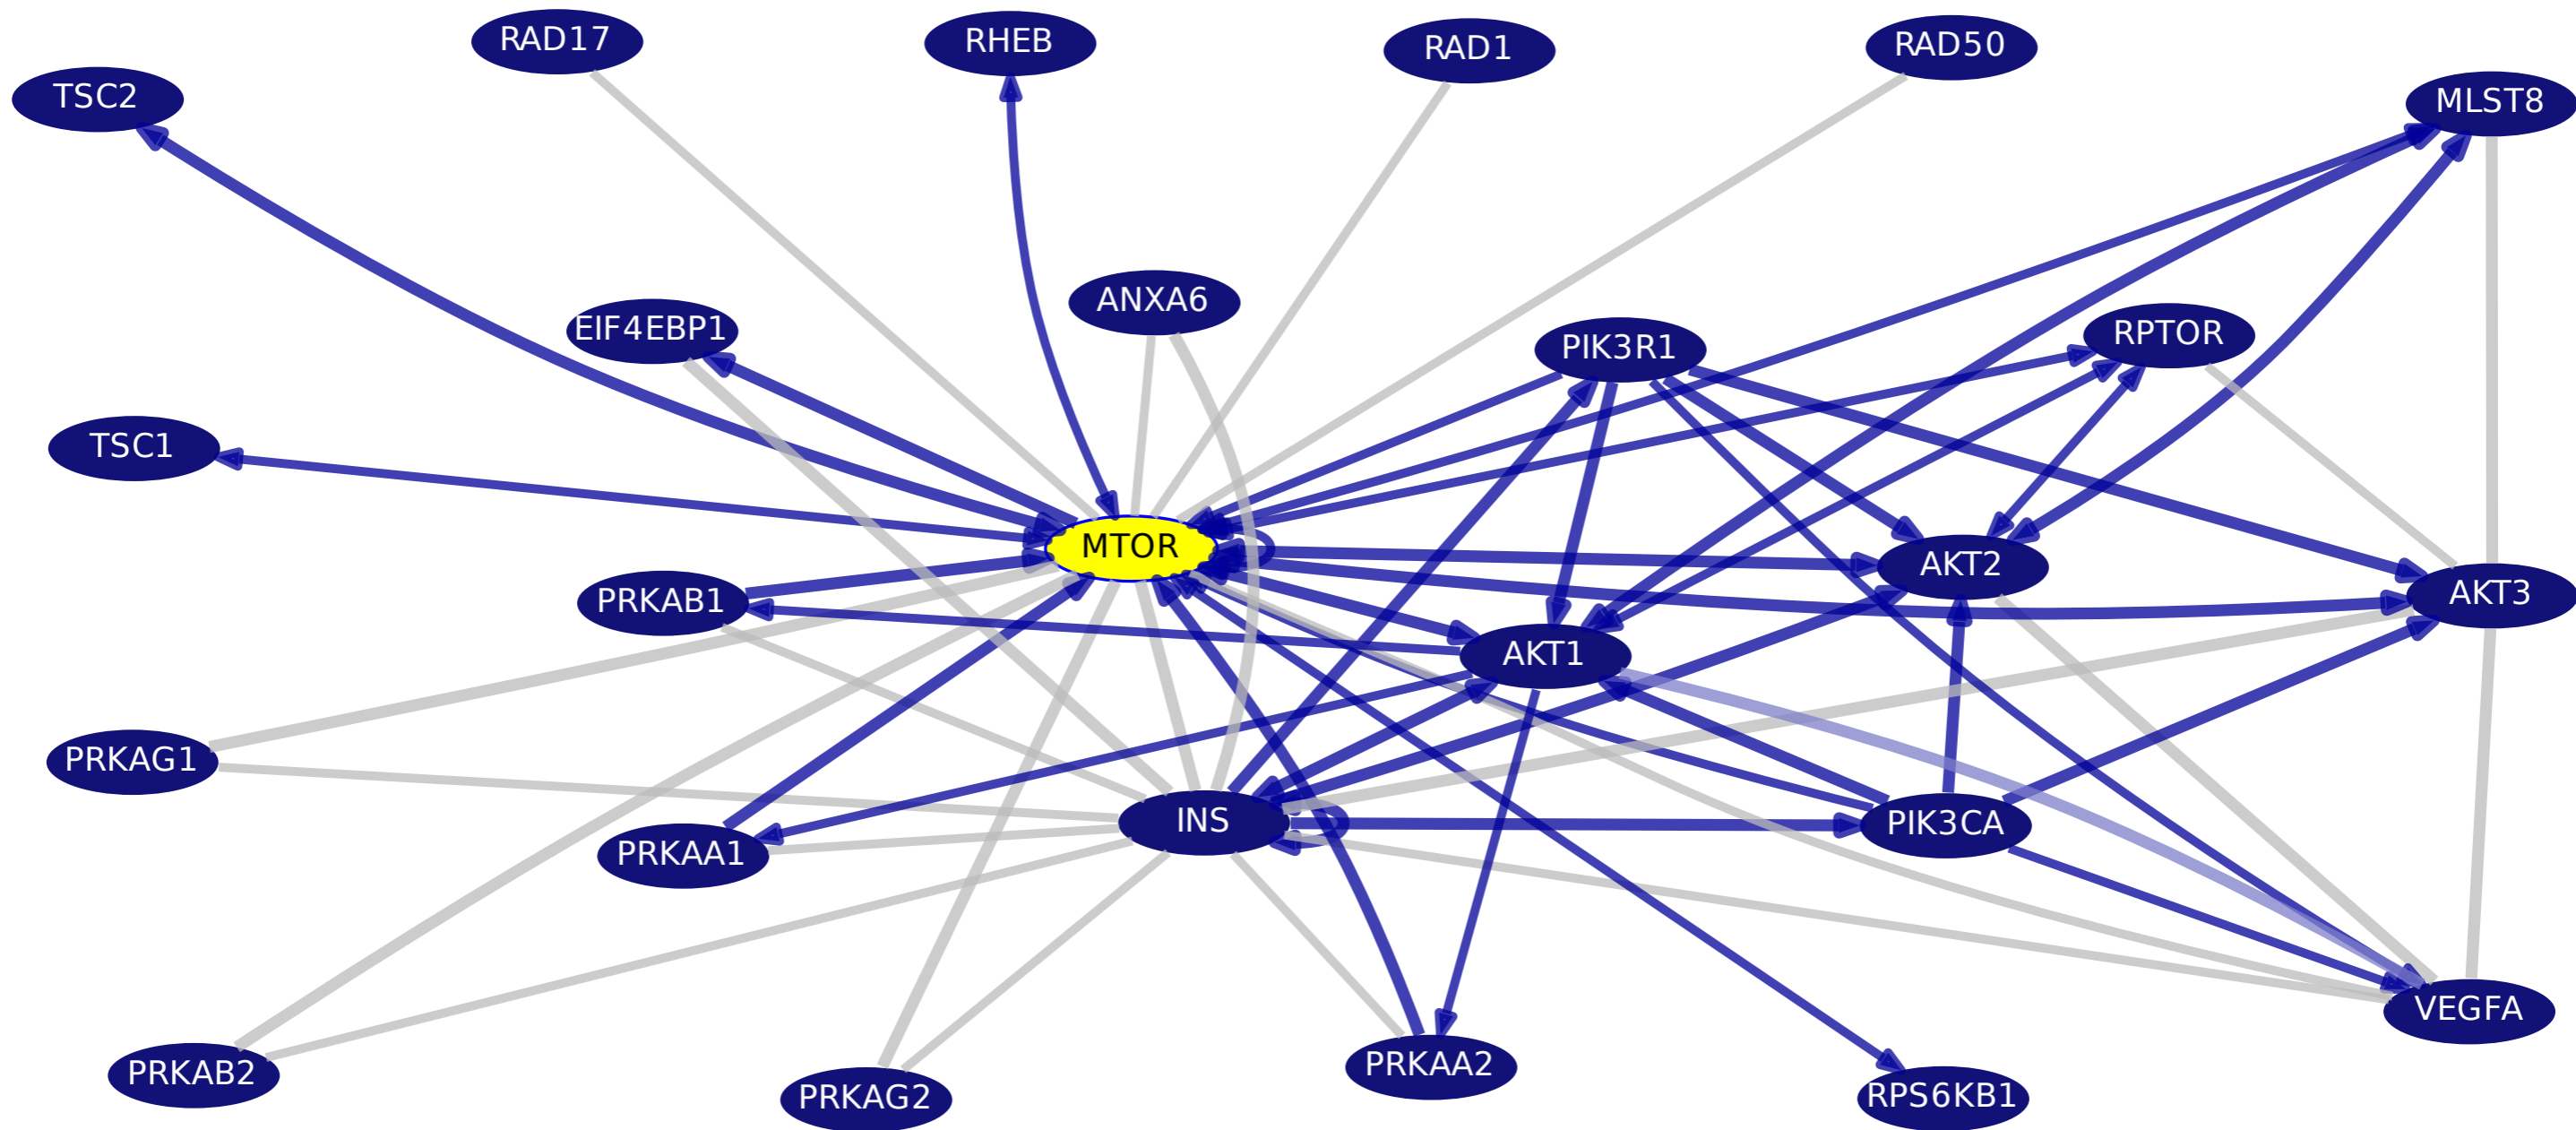 RAD17
RHEB
RAD1
RAD50
TSC2
MLST8
ANXA6
EIF4EBP1
PIK3R1
RPTOR
TSC1
MTOR
AKT2
PRKAB1
AKT3
AKT1
PRKAG1
INS
PIK3CA
PRKAA1
VEGFA
PRKAB2
PRKAA2
PRKAG2
RPS6KB1